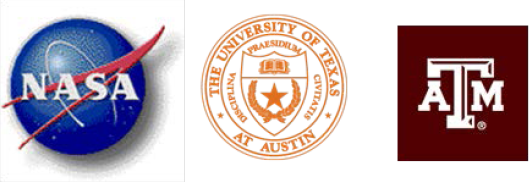 NASA
THE UNIVERSITY OF TEXAS
PRAESIDIUM
DISCIPLINA
CIVITATIS
AT AUSTIN
ATM
®